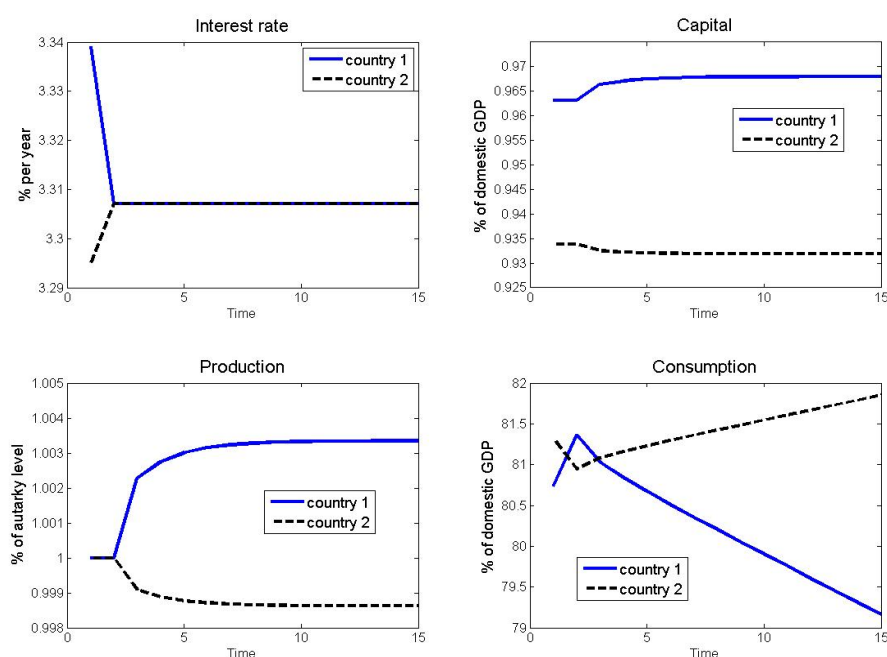 Interest rate
3.34
3.33
3.32
3.31
3.3
3.29
% per year
country 1
country 2
0 5 10 15
Time
Capital
0.97
0.965
0.96
0.955
0.95
0.945
0.94
0.935
0.93
0.925
% of domestic GDP
country 1
country 2
0 5 10 15
Time
Production
1.005
1.004
1.003
1.002
1.001
1
0.999
0.998
% of autarky level
country 1
country 2
0 5 10 15
Time
Consumption
82
81.5
81
80.5
80
79.5
79
% of domestic GDP
country 1
country 2
0 5 10 15
Time